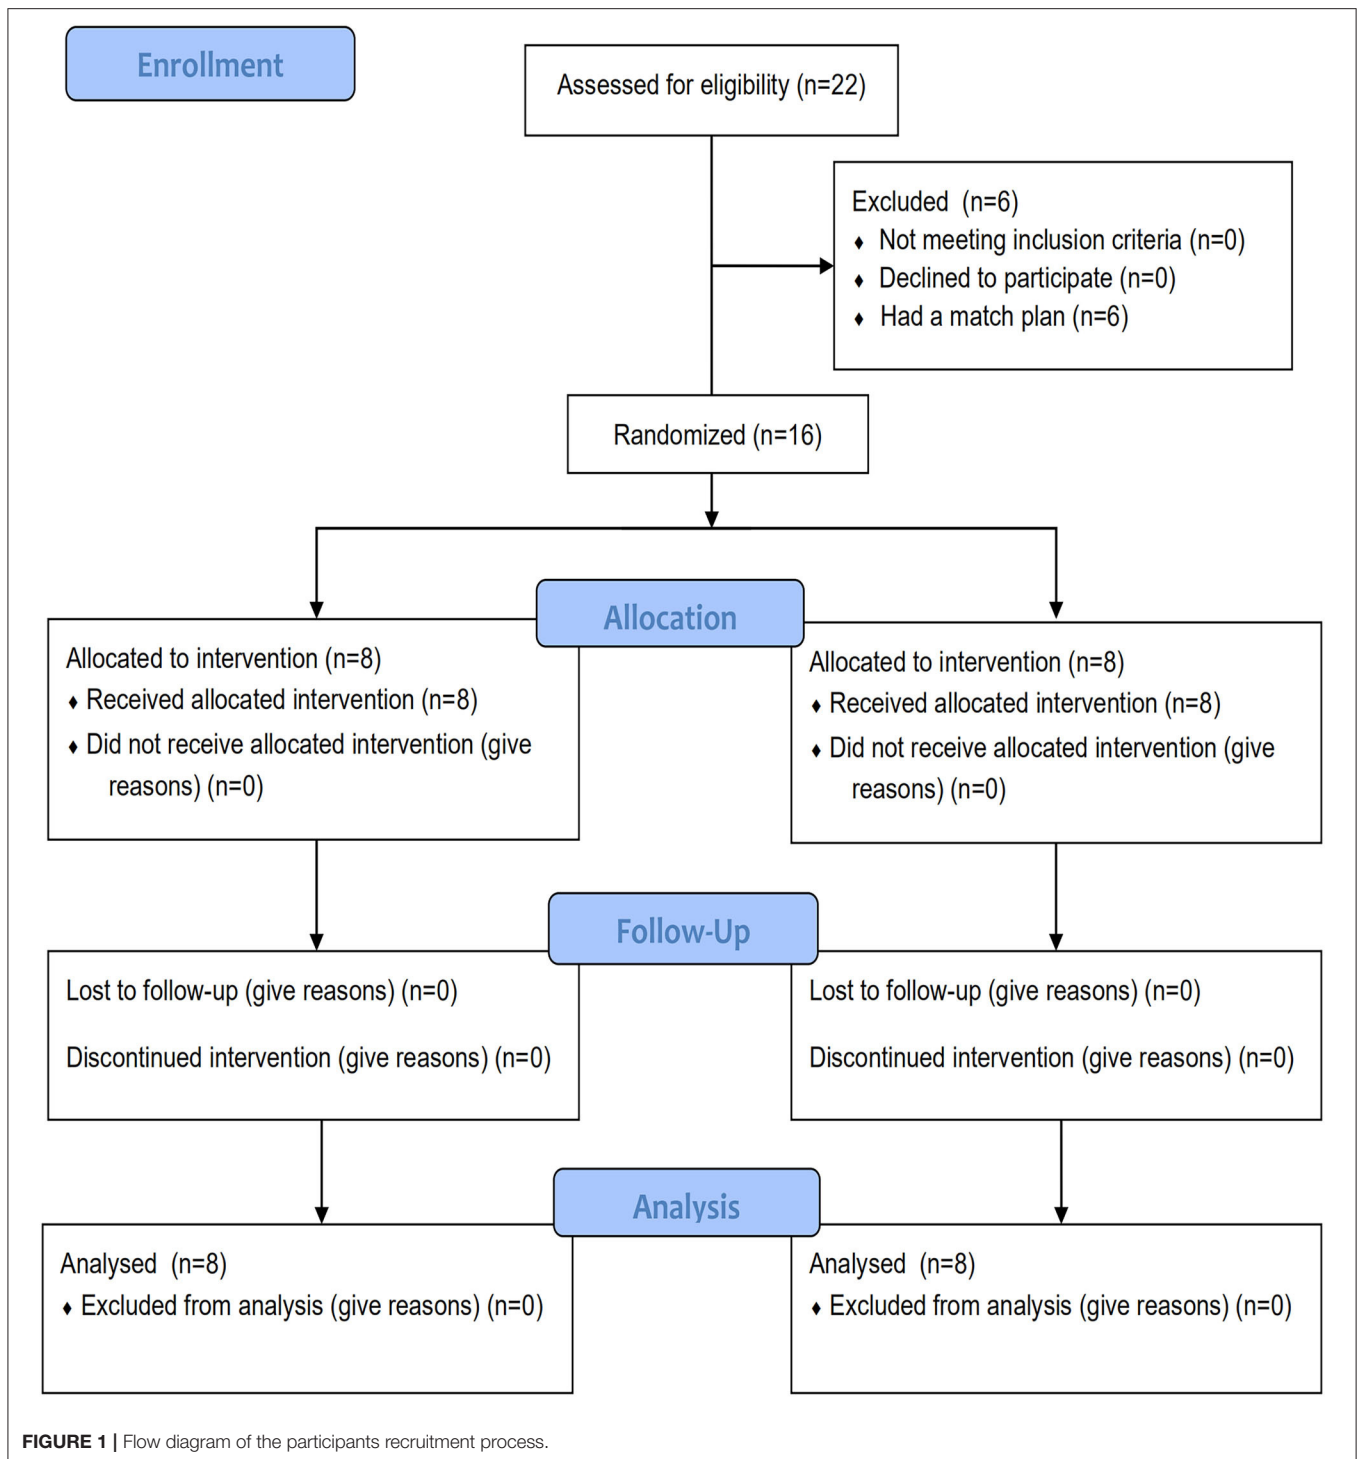 Enrollment
Assessed for eligibility (n=22)
Excluded  (n=6)
♦ Not meeting inclusion criteria (n=0)
♦ Declined to participate (n=0)
♦ Had a match plan (n=6)
Randomized (n=16)
Allocation
Allocated to intervention (n=8)
♦ Received allocated intervention (n=8)
♦ Did not receive allocated intervention (give
reasons) (n=0)
Allocated to intervention (n=8)
♦ Received allocated intervention (n=8)
♦ Did not receive allocated intervention (give
reasons) (n=0)
Follow-Up
Lost to follow-up (give reasons) (n=0)
Discontinued intervention (give reasons) (n=0)
Lost to follow-up (give reasons) (n=0)
Discontinued intervention (give reasons) (n=0)
Analysis
Analysed  (n=8)
♦ Excluded from analysis (give reasons) (n=0)
Analysed  (n=8)
♦ Excluded from analysis (give reasons) (n=0)
FIGURE 1 | Flow diagram of the participants recruitment process.